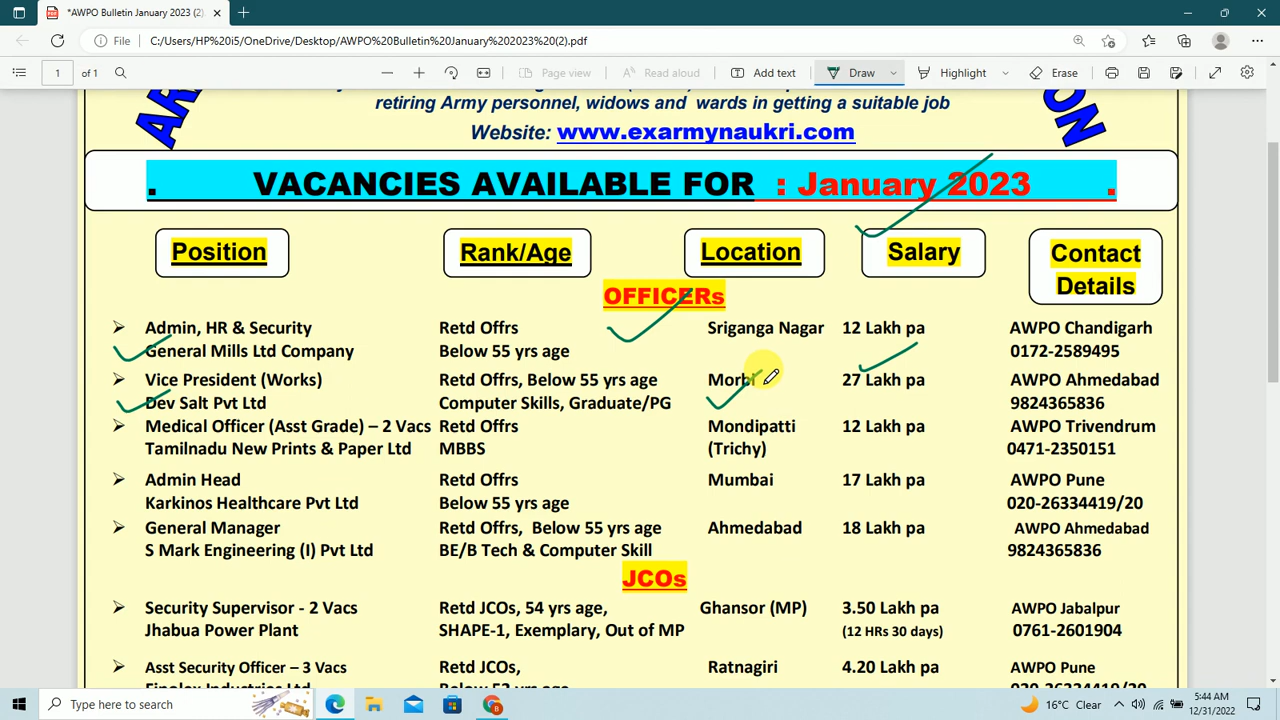 *AWPO Bulletin January 2023 (2).
File
C:/Users/HP%20i5/OneDrive/Desktop/AWPO%20Bulletin%20January%202023%20(2).pdf
1 of 1
Page view
Read aloud
Add text
Draw
Highlight
Erase
retiring Army personnel, widows and wards in getting a suitable job
Website: www.exarmynaukri.com
. VACANCIES AVAILABLE FOR : January 2023 .
Position Rank/Age Location Salary Contact
Details
OFFICERs
Admin, HR & Security Retd Offrs Sriganga Nagar 12 Lakh pa AWPO Chandigarh
General Mills Ltd Company Below 55 yrs age 0172-2589495
Vice President (Works) Retd Offrs, Below 55 yrs age Morbi 27 Lakh pa AWPO Ahmedabad
Dev Salt Pvt Ltd Computer Skills, Graduate/PG 9824365836
Medical Officer (Asst Grade) – 2 Vacs Retd Offrs Mondipatti 12 Lakh pa AWPO Trivendrum
Tamilnadu New Prints & Paper Ltd MBBS (Trichy) 0471-2350151
Admin Head Retd Offrs Mumbai 17 Lakh pa AWPO Pune
Karkinos Healthcare Pvt Ltd Below 55 yrs age 020-26334419/20
General Manager Retd Offrs, Below 55 yrs age Ahmedabad 18 Lakh pa AWPO Ahmedabad
S Mark Engineering (I) Pvt Ltd BE/B Tech & Computer Skill 9824365836
JCOs
Security Supervisor - 2 Vacs Retd JCOs, 54 yrs age, Ghansor (MP) 3.50 Lakh pa AWPO Jabalpur
Jhabua Power Plant SHAPE-1, Exemplary, Out of MP (12 HRs 30 days) 0761-2601904
Asst Security Officer – 3 Vacs Retd JCOs, Ratnagiri 4.20 Lakh pa AWPO Pune
Type here to search
16°C Clear
5:44 AM
12/31/2022